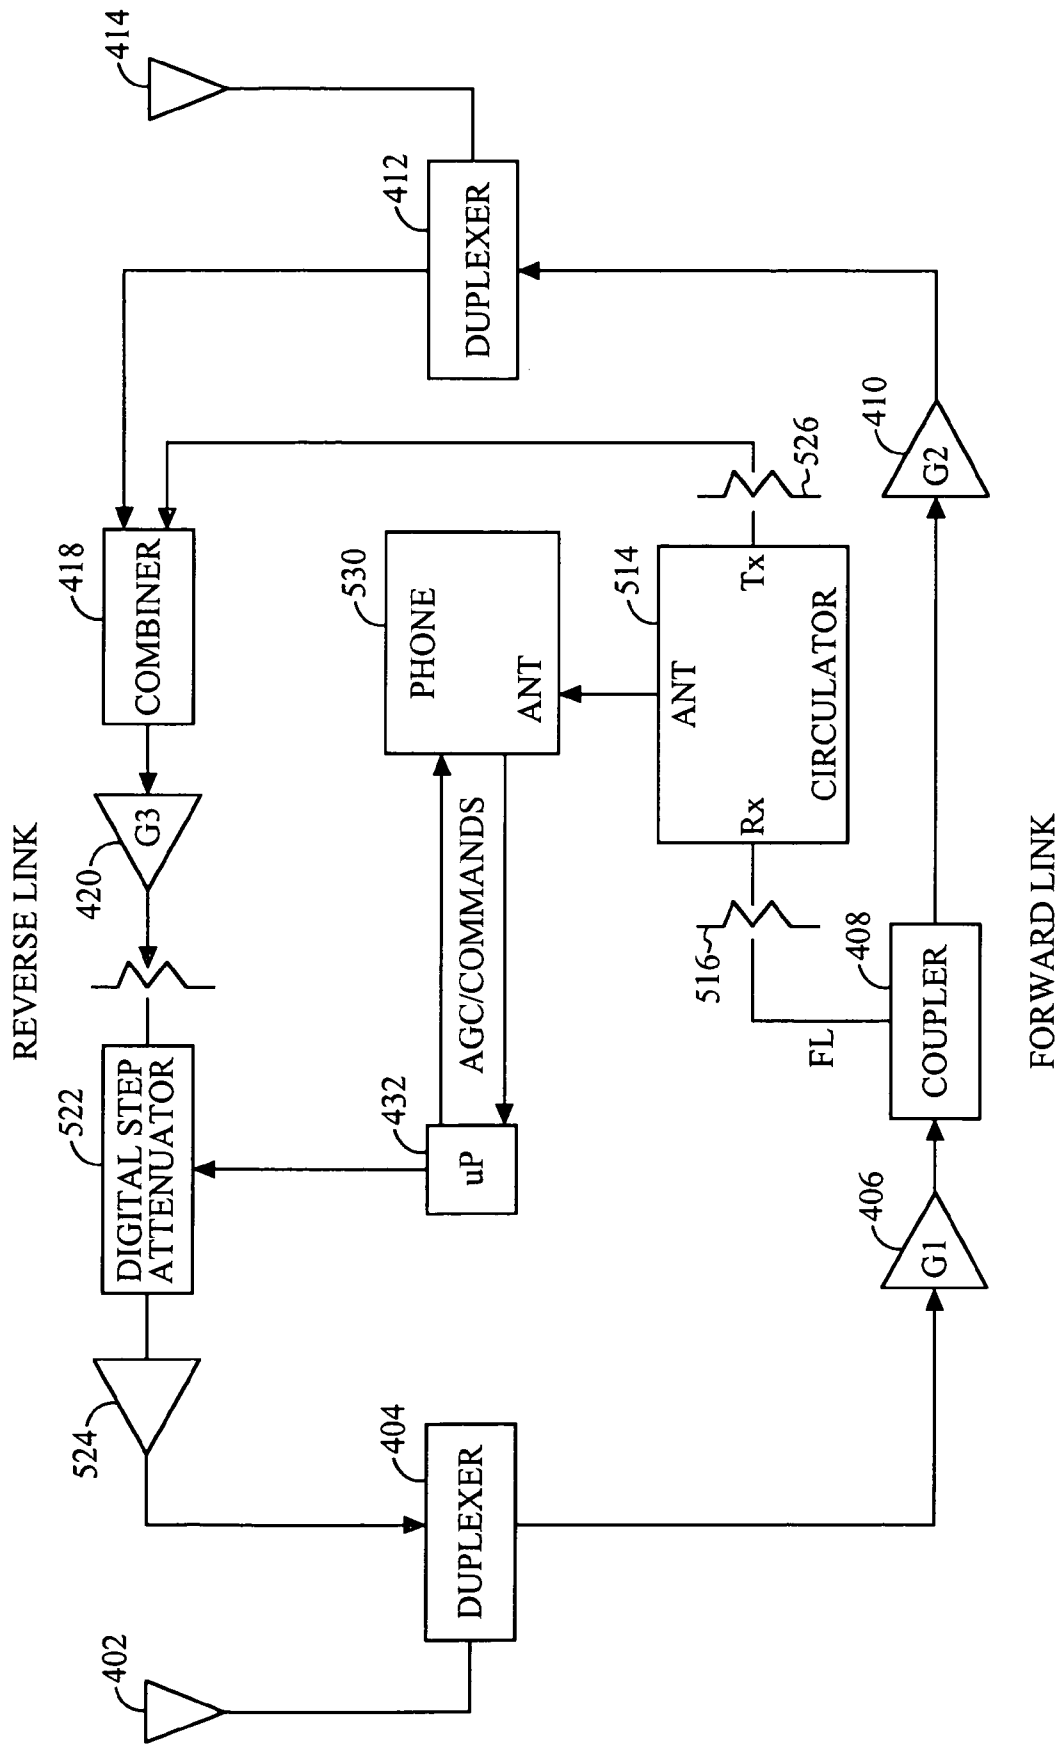 REVERSE LINK
402
524
522
DIGITAL STEP
ATTENUATOR
420
G3
418
COMBINER
414
404
DUPLEXER
432
uP
AGC/COMMANDS
530
PHONE
ANT
412
DUPLEXER
516
FL
514
ANT
Rx
Tx
CIRCULATOR
526
406
G1
408
COUPLER
410
G2
FORWARD LINK